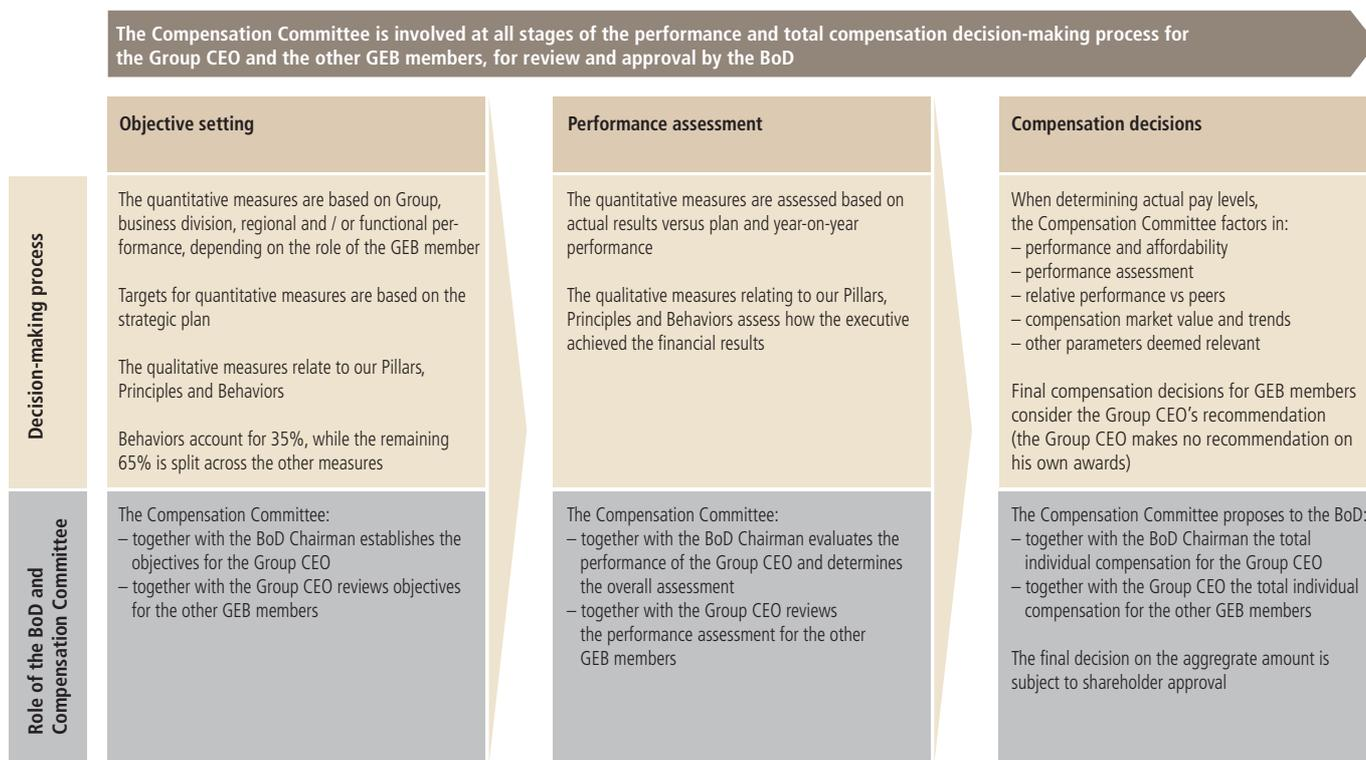 The Compensation Committee is involved at all stages of the performance and total compensation decision-making process for
the Group CEO and the other GEB members, for review and approval by the BoD
Objective setting
Performance assessment
Compensation decisions
Decision-making process
The quantitative measures are based on Group,
business division, regional and / or functional per-
formance, depending on the role of the GEB member
Targets for quantitative measures are based on the
strategic plan
The qualitative measures relate to our Pillars,
Principles and Behaviors
Behaviors account for 35%, while the remaining
65% is split across the other measures
The quantitative measures are assessed based on
actual results versus plan and year-on-year
performance
The qualitative measures relating to our Pillars,
Principles and Behaviors assess how the executive
achieved the financial results
When determining actual pay levels,
the Compensation Committee factors in:
– performance and affordability
– performance assessment
– relative performance vs peers
– compensation market value and trends
– other parameters deemed relevant
Final compensation decisions for GEB members
consider the Group CEO's recommendation
(the Group CEO makes no recommendation on
his own awards)
Role of the BoD and
Compensation Committee
The Compensation Committee:
– together with the BoD Chairman establishes the
objectives for the Group CEO
– together with the Group CEO reviews objectives
for the other GEB members
The Compensation Committee:
– together with the BoD Chairman evaluates the
performance of the Group CEO and determines
the overall assessment
– together with the Group CEO reviews
the performance assessment for the other
GEB members
The Compensation Committee proposes to the BoD:
– together with the BoD Chairman the total
individual compensation for the Group CEO
– together with the Group CEO the total individual
compensation for the other GEB members
The final decision on the aggregrate amount is
subject to shareholder approval